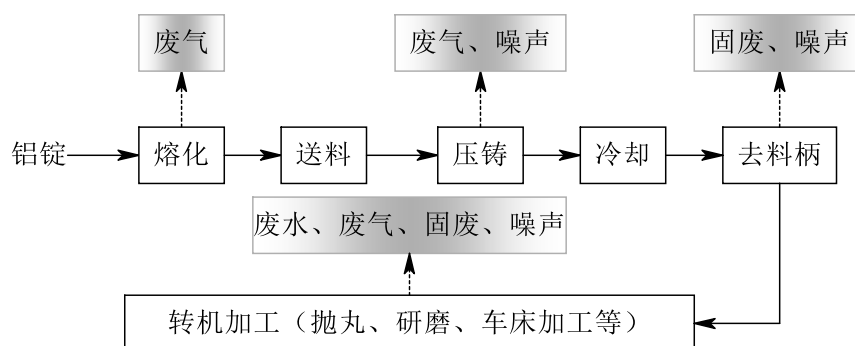 废气
废气、噪声
固废、噪声
铝锭
熔化
送料
压铸
冷却
去料柄
废水、废气、固废、噪声
转机加工（抛丸、研磨、车床加工等）